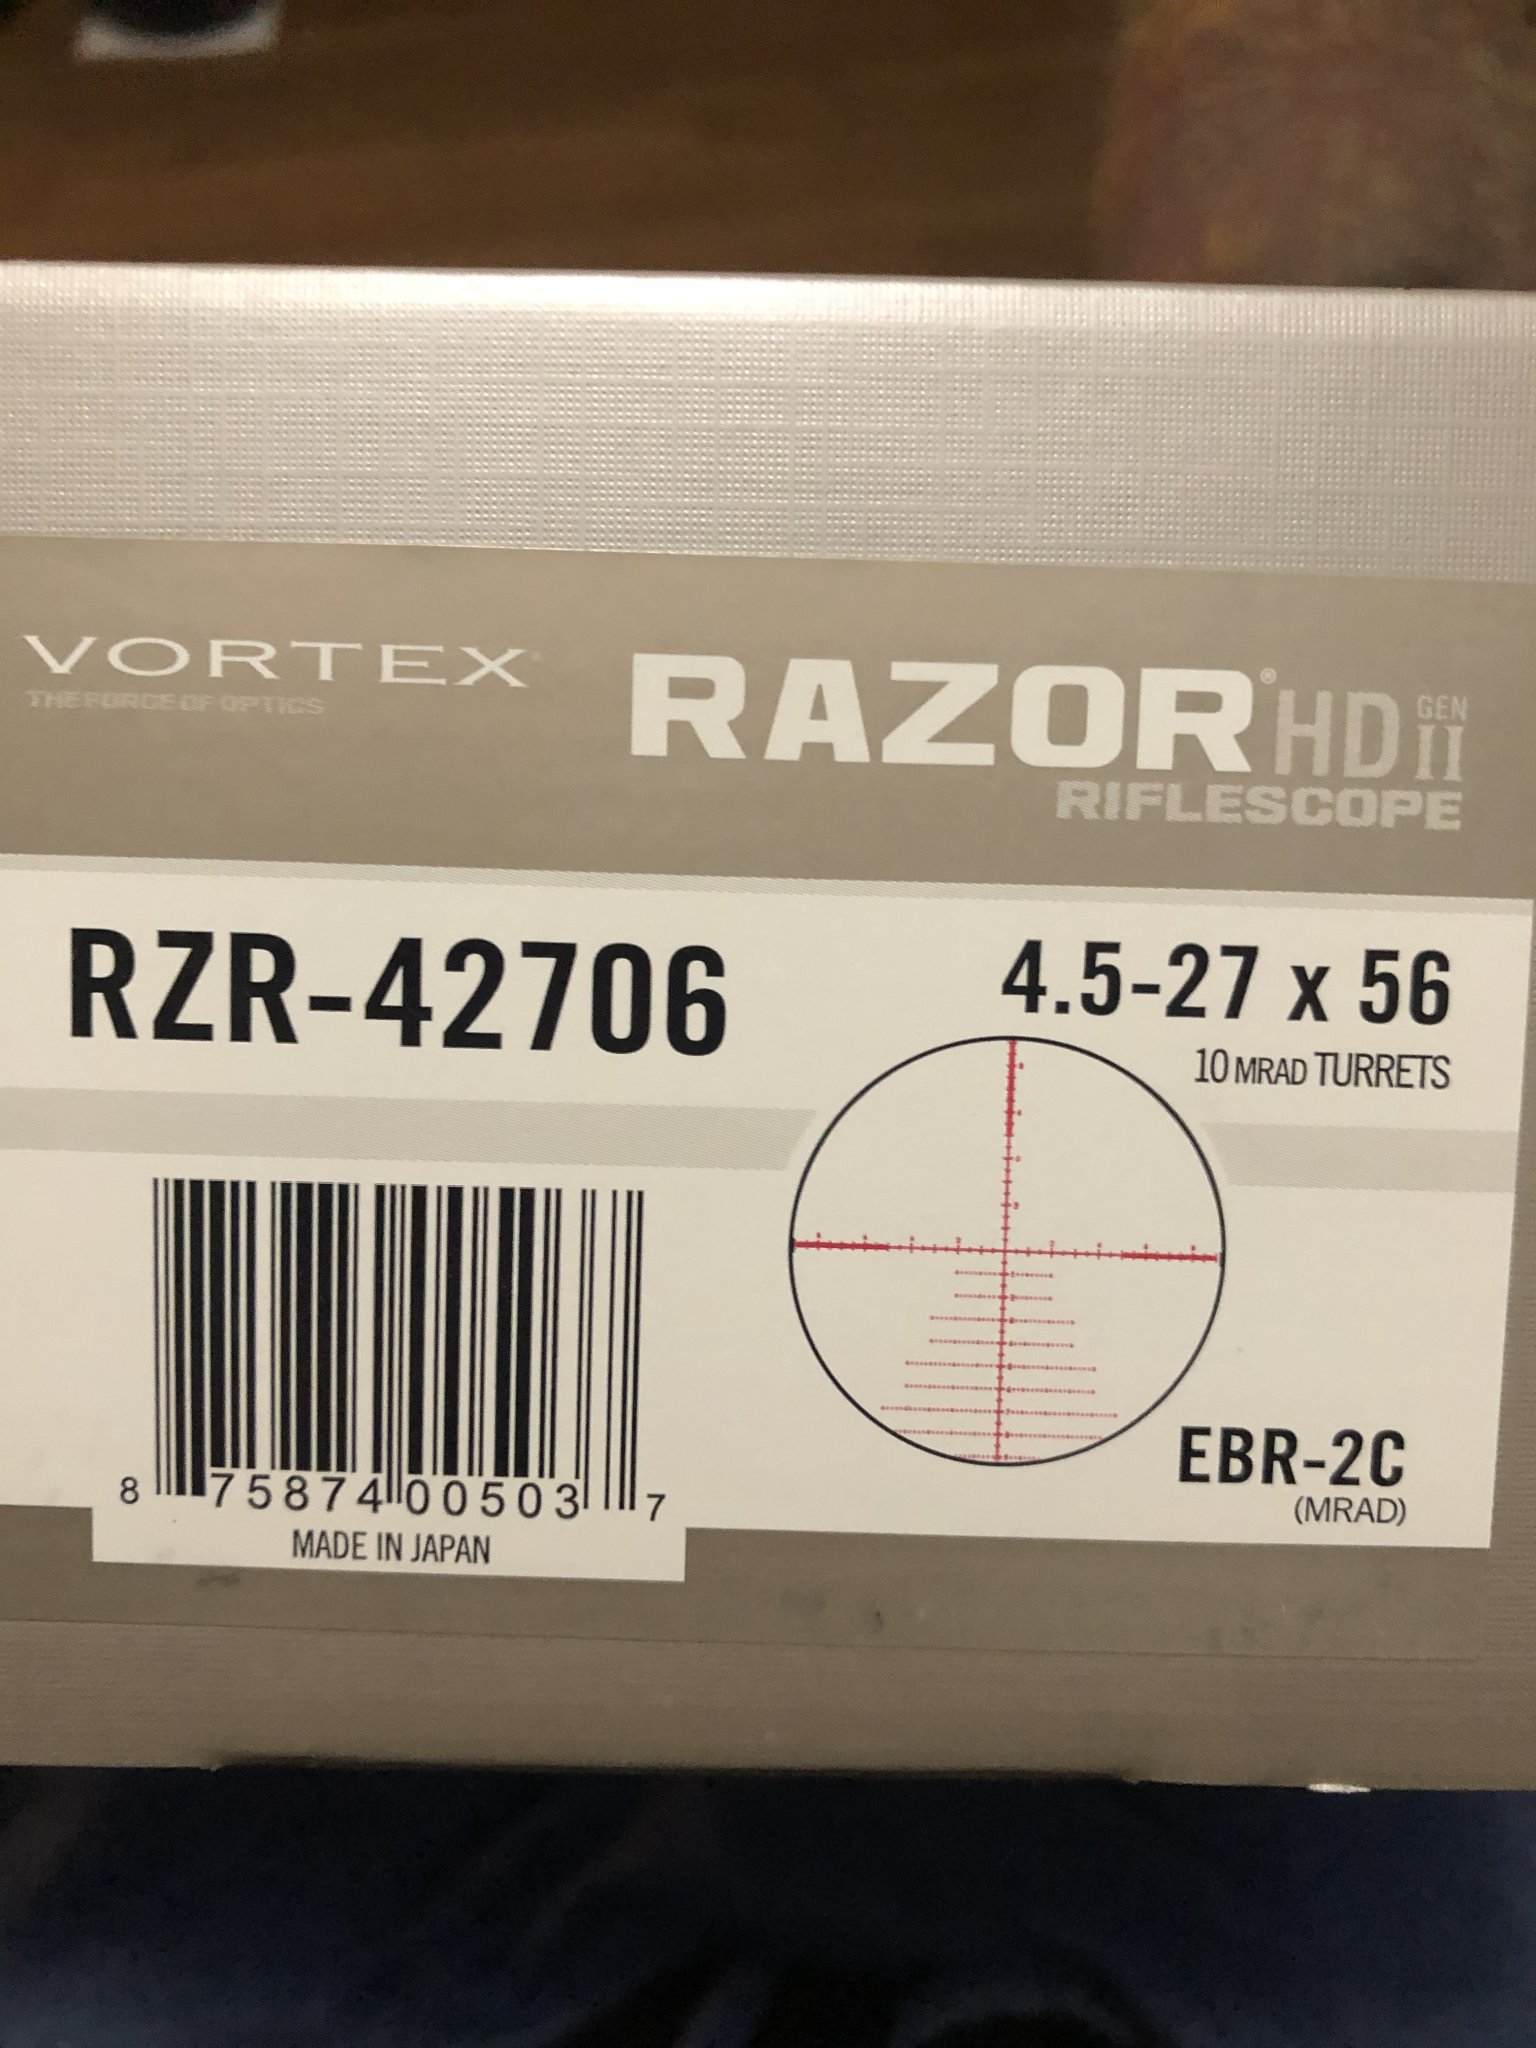 VORTEX
THE FORCE OF OPTICS
RAZOR® HD GEN II
RIFLESCOPE
RZR-42706
4.5-27 x 56
10 MRAD TURRETS
8 75874 00503 7
MADE IN JAPAN
EBR-2C
(MRAD)